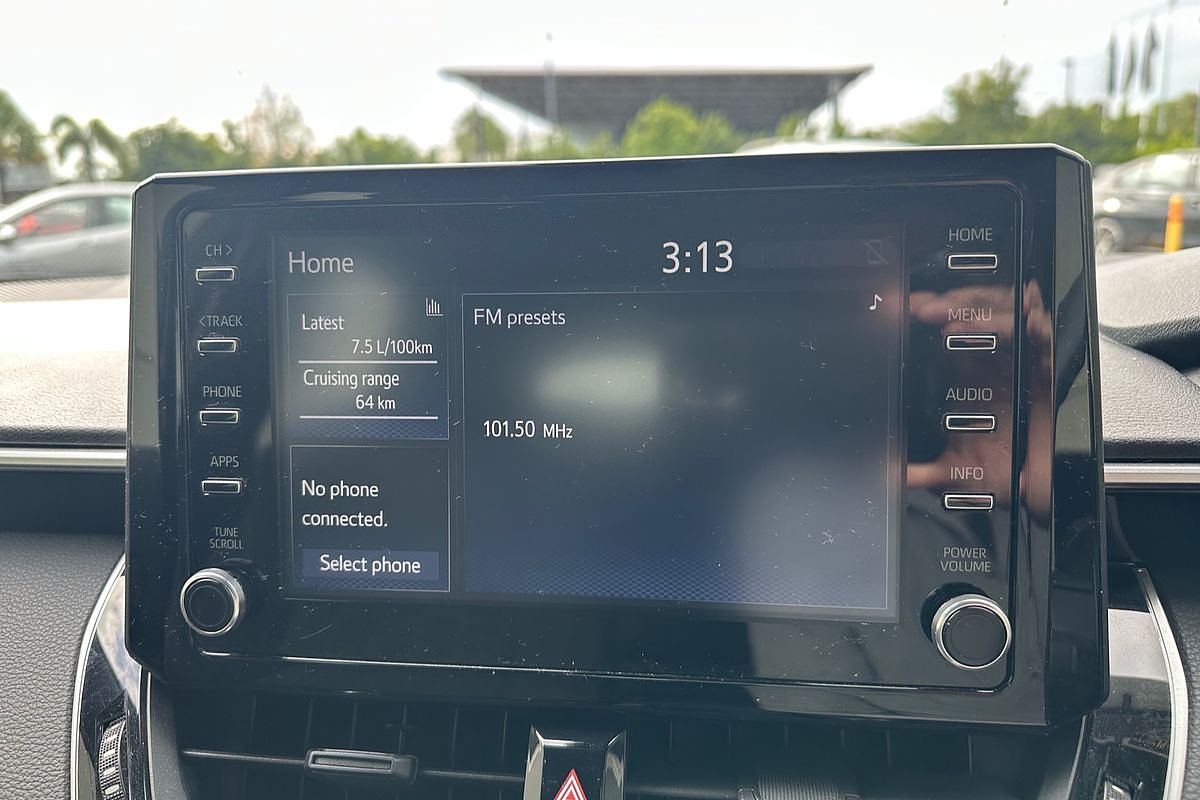 CH >
< TRACK
PHONE
APPS
TUNE
SCROLL
Home
3:13
Latest
7.5 L/100km
Cruising range
64 km
No phone
connected.
Select phone
FM presets
101.50 MHz
HOME
MENU
AUDIO
INFO
POWER
VOLUME